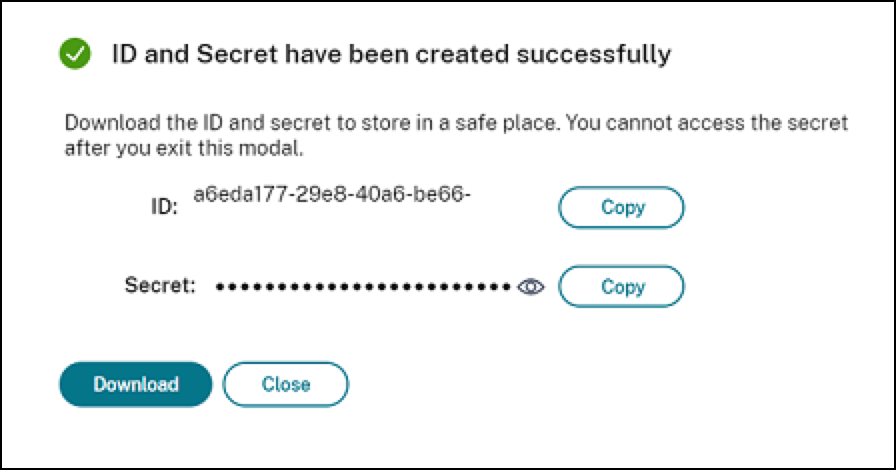 ID and Secret have been created successfully
Download the ID and secret to store in a safe place. You cannot access the secret
after you exit this modal.
ID: a6eda177-29e8-40a6-be66- Copy
Secret: •••••••••••••••••••••••• Copy
Download Close